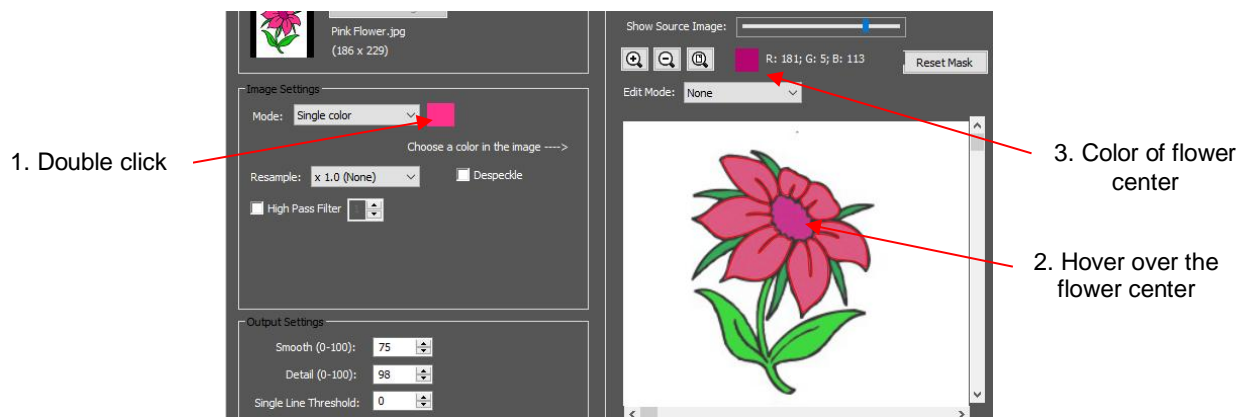 Pink Flower.jpg
(186 x 229)
Image Settings
Mode: Single color
Choose a color in the image ---->
Resample: x 1.0 (None) Despeckle
High Pass Filter 1
Output Settings
Smooth (0-100): 75
Detail (0-100): 98
Single Line Threshold: 0
Show Source Image:
R: 181; G: 5; B: 113 Reset Mask
Edit Mode: None
1. Double click
3. Color of flower
center
2. Hover over the
flower center